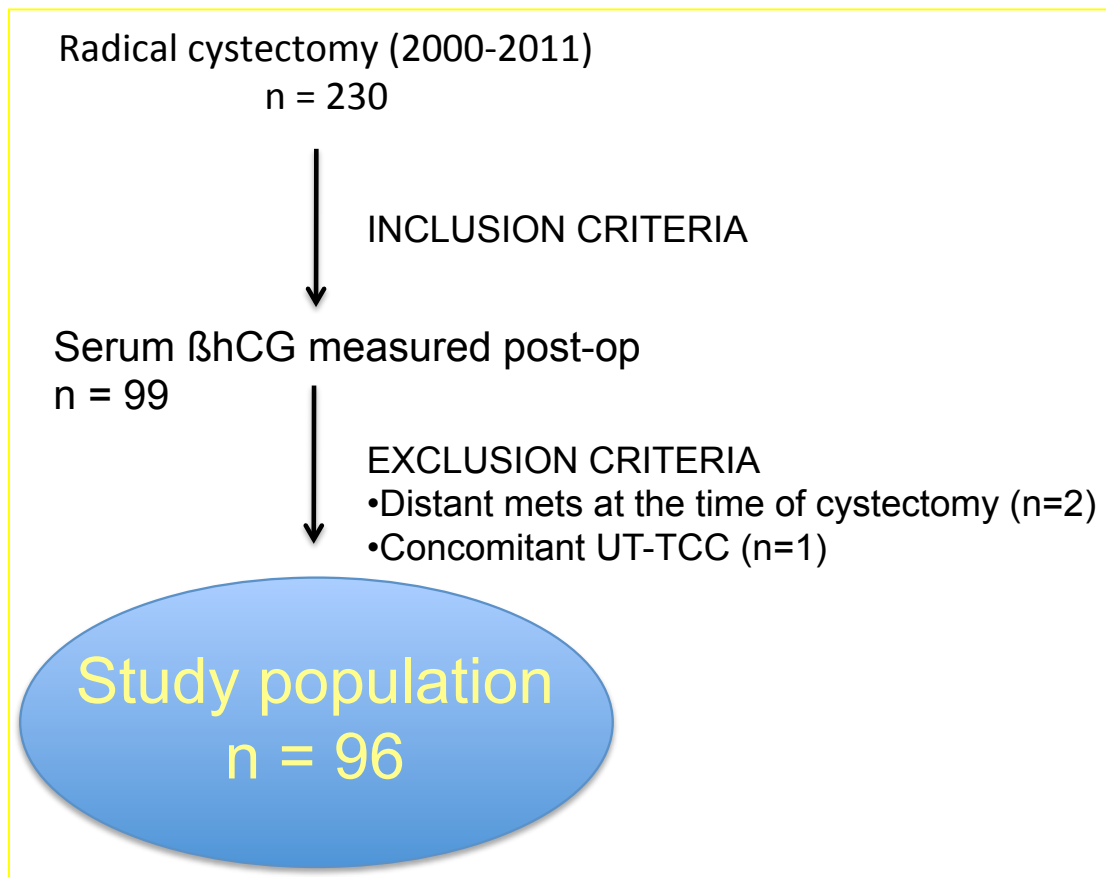 Radical cystectomy (2000-2011)
n = 230
INCLUSION CRITERIA
Serum ßhCG measured post-op
n = 99
EXCLUSION CRITERIA
•Distant mets at the time of cystectomy (n=2)
•Concomitant UT-TCC (n=1)
Study population
n = 96